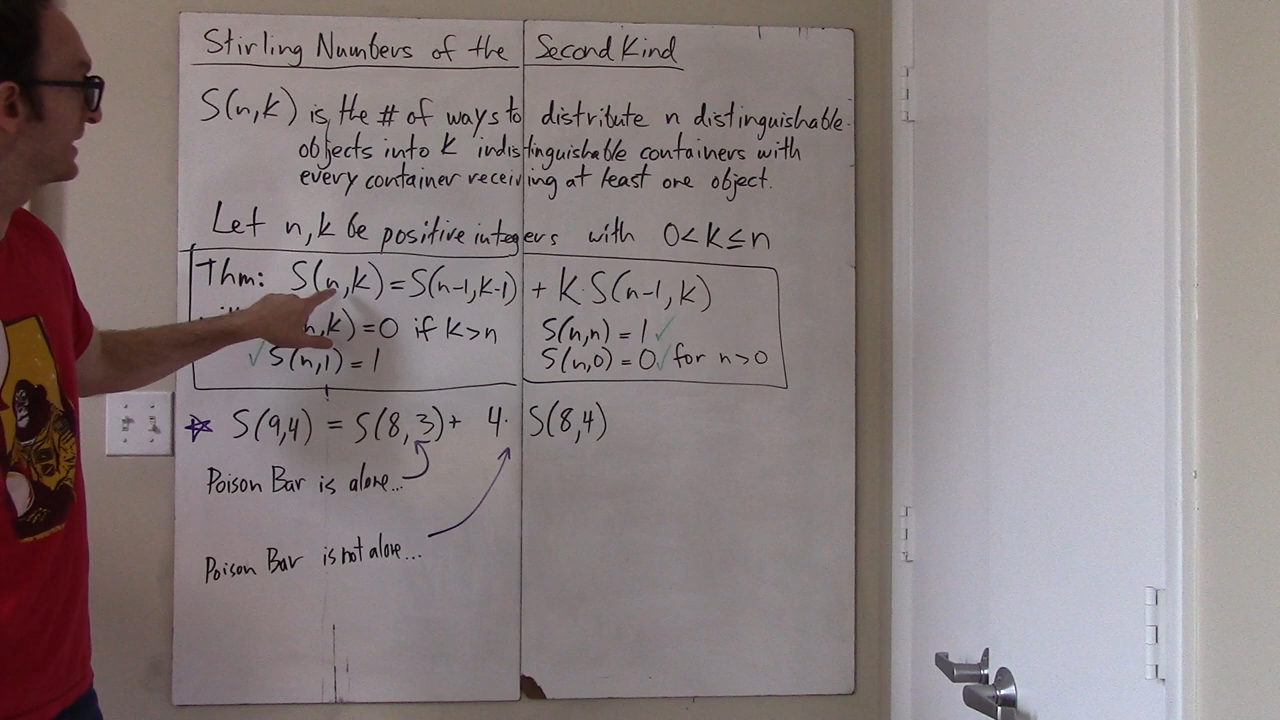 Stirling Numbers of the Second Kind
S(n,k) is the # of ways to distribute n distinguishable
objects into k indistinguishable containers with
every container receiving at least one object.
Let n,k be positive integers with 0<k≤n
Thm: S(n,k)=S(n-1,k-1) + k·S(n-1,k)
n,k)=0 if k>n S(n,n)=1 ✓
✓ S(n,1)=1 S(n,0)=0 ✓ for n>0
☆ S(9,4) = S(8,3)+ 4· S(8,4)
Poison Bar is alone...
Poison Bar is not alone...